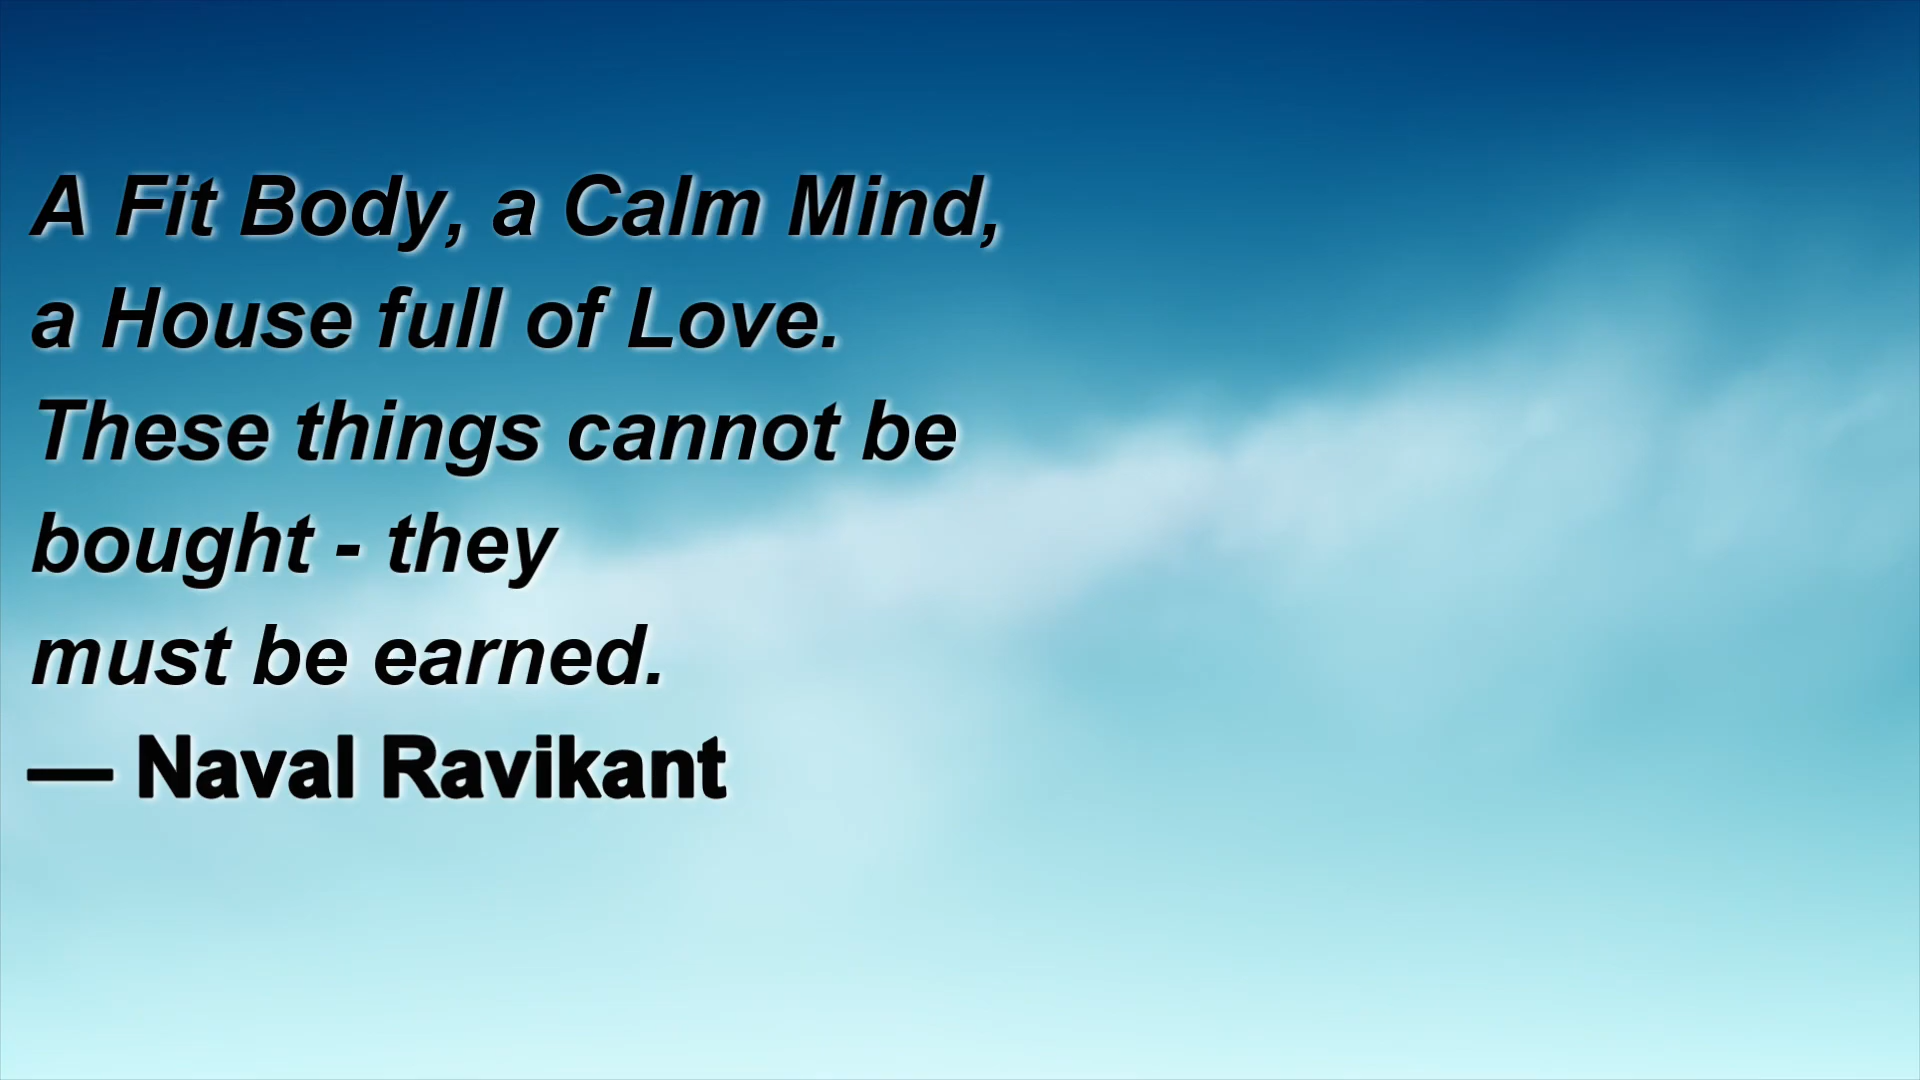 A Fit Body, a Calm Mind,
a House full of Love.
These things cannot be
bought - they
must be earned.
— Naval Ravikant